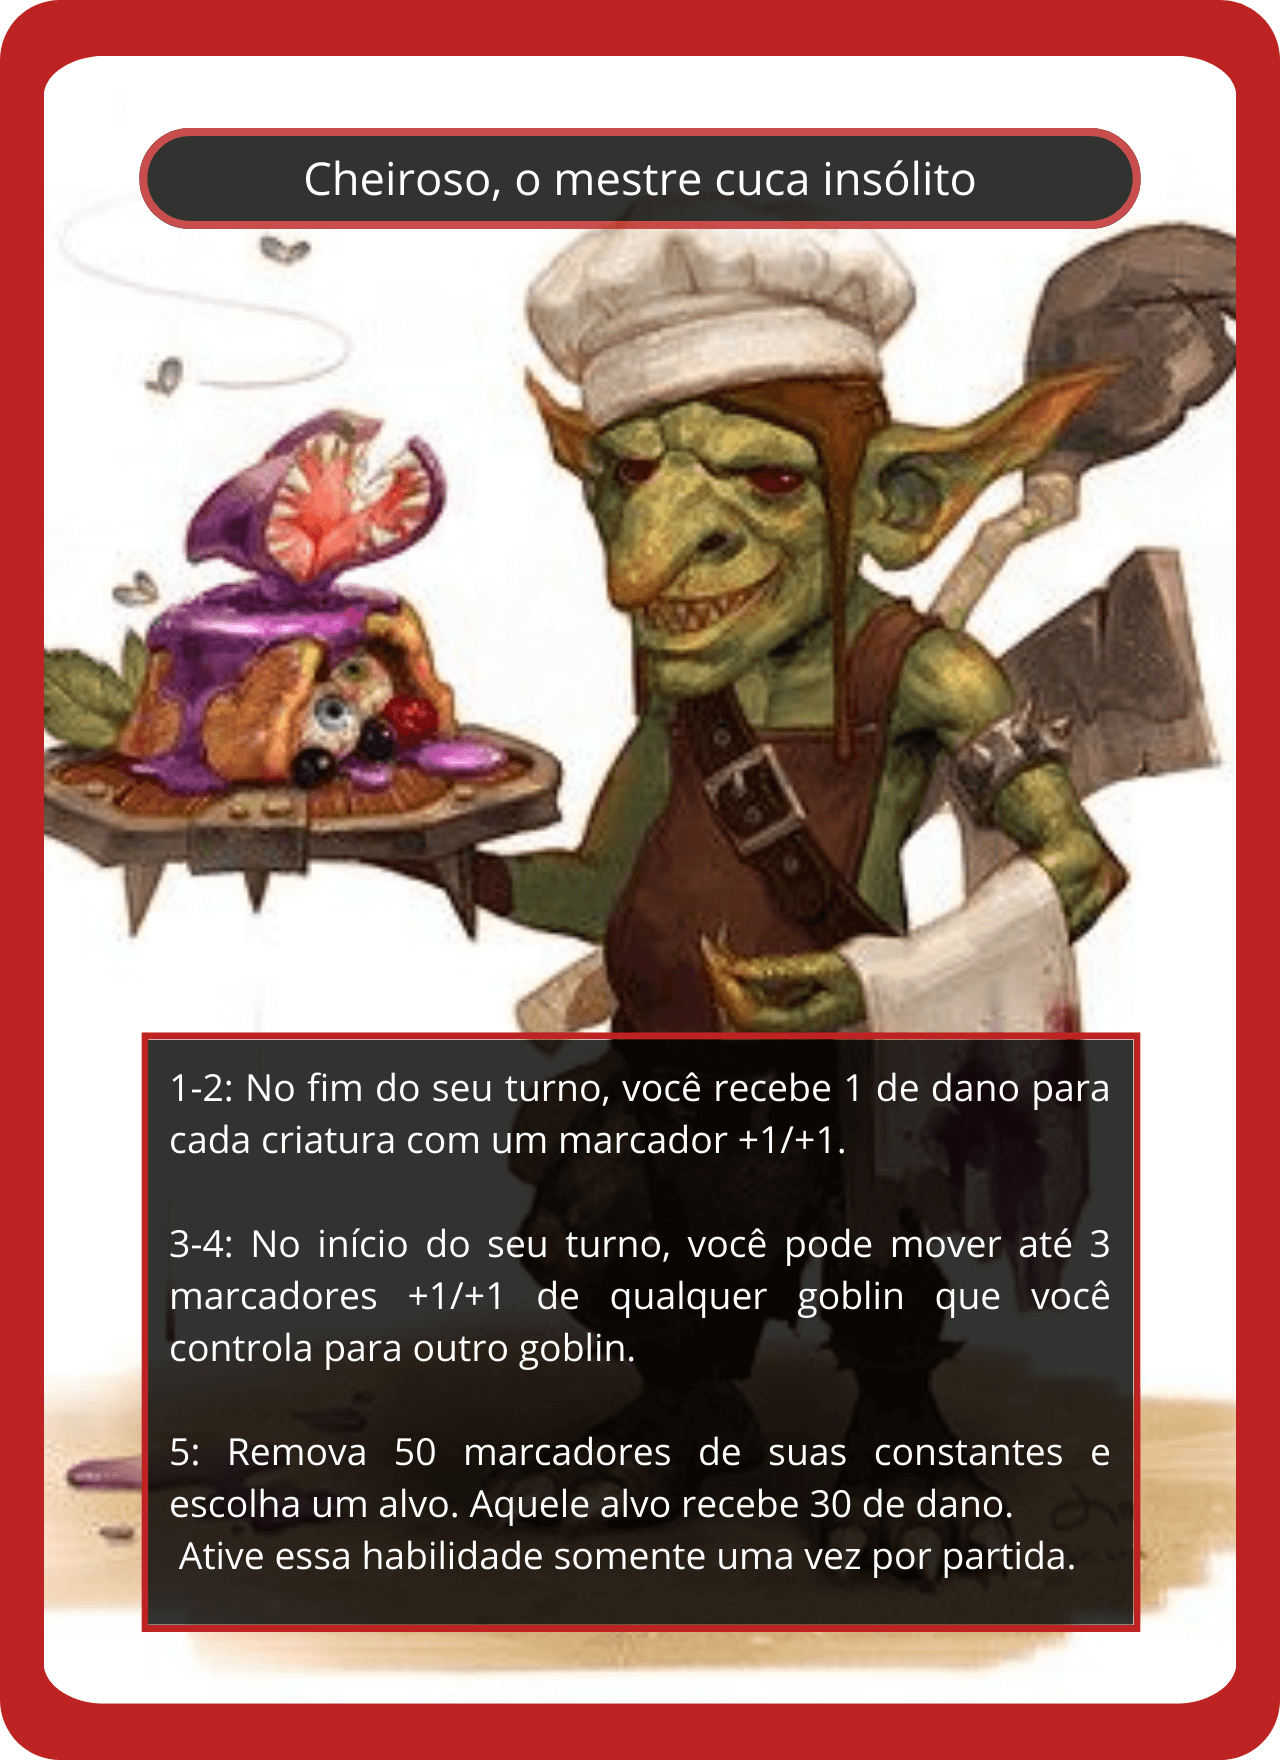 Cheiroso, o mestre cuca insólito
1-2: No fim do seu turno, você recebe 1 de dano para
cada criatura com um marcador +1/+1.
3-4: No início do seu turno, você pode mover até 3
marcadores +1/+1 de qualquer goblin que você
controla para outro goblin.
5: Remova 50 marcadores de suas constantes e
escolha um alvo. Aquele alvo recebe 30 de dano.
Ative essa habilidade somente uma vez por partida.